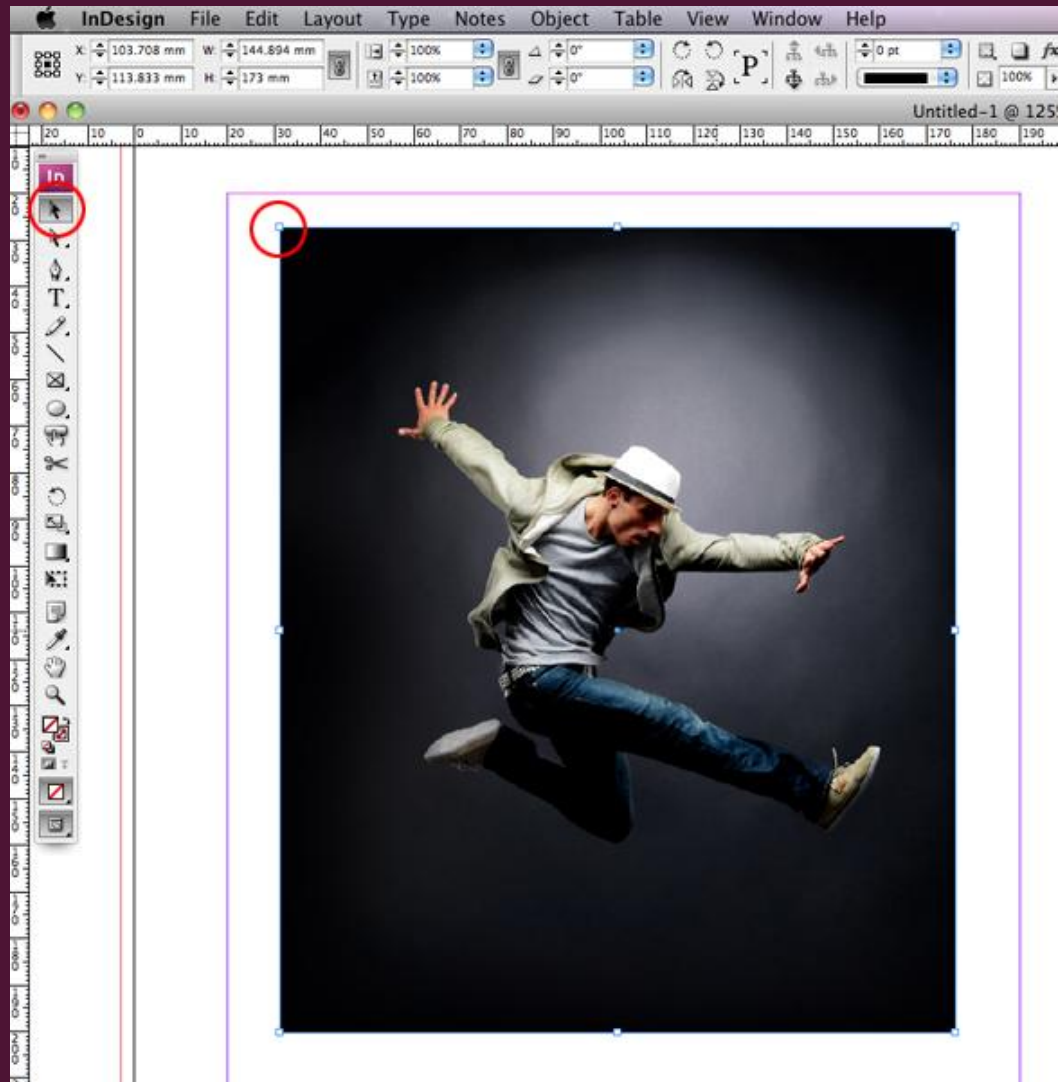 InDesign File Edit Layout Type Notes Object Table View Window Help
X: 103.708 mm W: 144.894 mm 100% 0° P 0 pt fx
Y: 113.833 mm H: 173 mm 100% 0° 100%
Untitled-1 @ 125
20 10 0 10 20 30 40 50 60 70 80 90 100 110 120 130 140 150 160 170 180 190
In
T